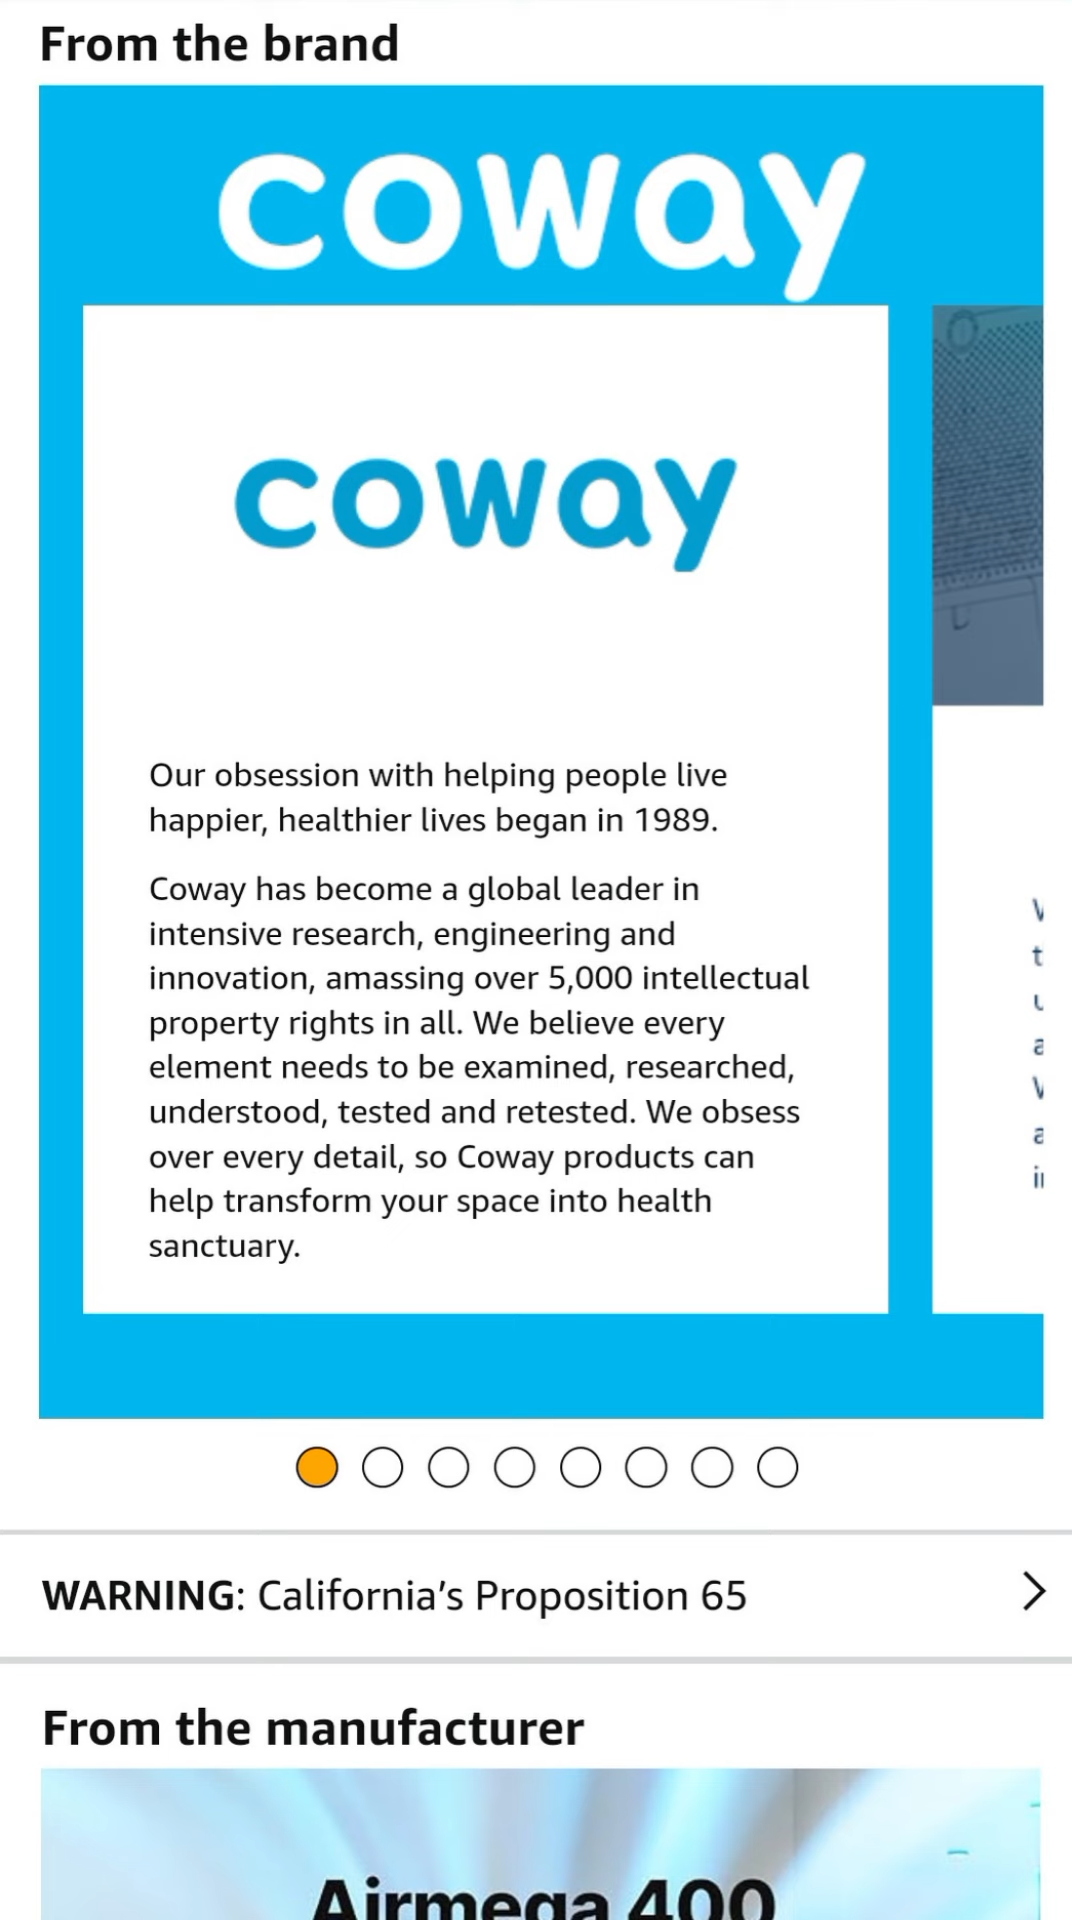 From the brand
coway
coway
Our obsession with helping people live
happier, healthier lives began in 1989.
Coway has become a global leader in
intensive research, engineering and
innovation, amassing over 5,000 intellectual
property rights in all. We believe every
element needs to be examined, researched,
understood, tested and retested. We obsess
over every detail, so Coway products can
help transform your space into health
sanctuary.
WARNING: California's Proposition 65
From the manufacturer
Airmega 400